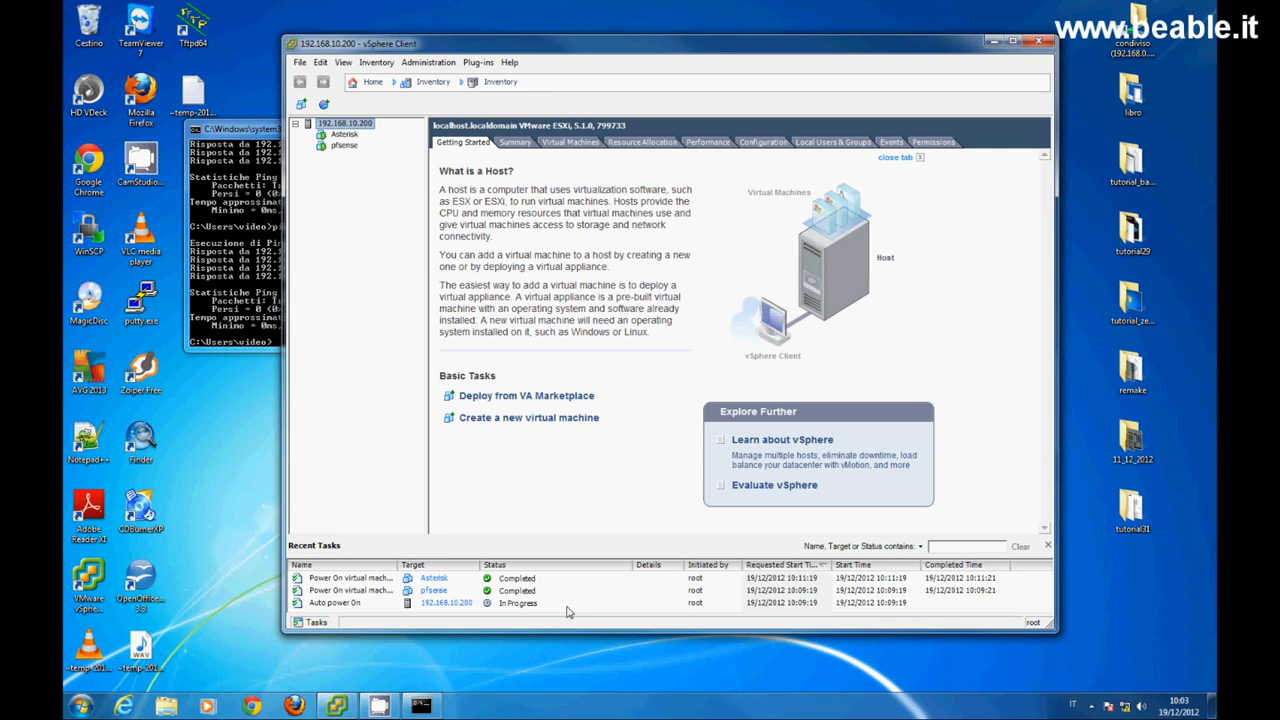 www.beable.it
Cestino
TeamViewer
7
Tftpd64
condiviso
(192.168.0....
HD VDeck
Mozilla
Firefox
~temp-201...
libro
Google
Chrome
CamStudio...
tutorial_ba...
WinSCP
VLC media
player
tutorial29
MagicDisc
putty.exe
tutorial_ze...
AVG 2013
Zoiper Free
remake
Notepad++
Finder
11_12_2012
Adobe
Reader XI
CDBurnerXP
tutorial31
VMware
vSphe...
OpenOffice...
3.3
~temp-201...
~temp-201...
C:\Windows\system3
Risposta da 192.1
Risposta da 192.1
Risposta da 192.1
Statistiche Ping
Pacchetti: I
Persi = 0 (0
Tempo approssimat
Minimo = 0ms,
C:\Users\video>pi
Esecuzione di Pin
Risposta da 192.1
Risposta da 192.1
Risposta da 192.1
Risposta da 192.1
Statistiche Ping
Pacchetti: I
Persi = 0 (0
Tempo approssimat
Minimo = 0ms,
C:\Users\video>
192.168.10.200 - vSphere Client
File Edit View Inventory Administration Plug-ins Help
Home Inventory Inventory
192.168.10.200
Asterisk
pfsense
localhost.localdomain VMware ESXi, 5.1.0, 799733
Getting Started Summary Virtual Machines Resource Allocation Performance Configuration Local Users & Groups Events Permissions
close tab
What is a Host?
A host is a computer that uses virtualization software, such
as ESX or ESXi, to run virtual machines. Hosts provide the
CPU and memory resources that virtual machines use and
give virtual machines access to storage and network
connectivity.
You can add a virtual machine to a host by creating a new
one or by deploying a virtual appliance.
The easiest way to add a virtual machine is to deploy a
virtual appliance. A virtual appliance is a pre-built virtual
machine with an operating system and software already
installed. A new virtual machine will need an operating
system installed on it, such as Windows or Linux.
Virtual Machines
Host
vSphere Client
Basic Tasks
Deploy from VA Marketplace
Create a new virtual machine
Explore Further
Learn about vSphere
Manage multiple hosts, eliminate downtime, load
balance your datacenter with vMotion, and more
Evaluate vSphere
Recent Tasks
Name, Target or Status contains: Clear
Name Target Status Details Initiated by Requested Start Ti... Start Time Completed Time
Power On virtual mach... Asterisk Completed root 19/12/2012 10:11:19 19/12/2012 10:11:19 19/12/2012 10:11:21
Power On virtual mach... pfsense Completed root 19/12/2012 10:09:19 19/12/2012 10:09:19 19/12/2012 10:09:21
Auto power On 192.168.10.200 In Progress root 19/12/2012 10:09:19 19/12/2012 10:09:19
Tasks
root
IT
10:03
19/12/2012